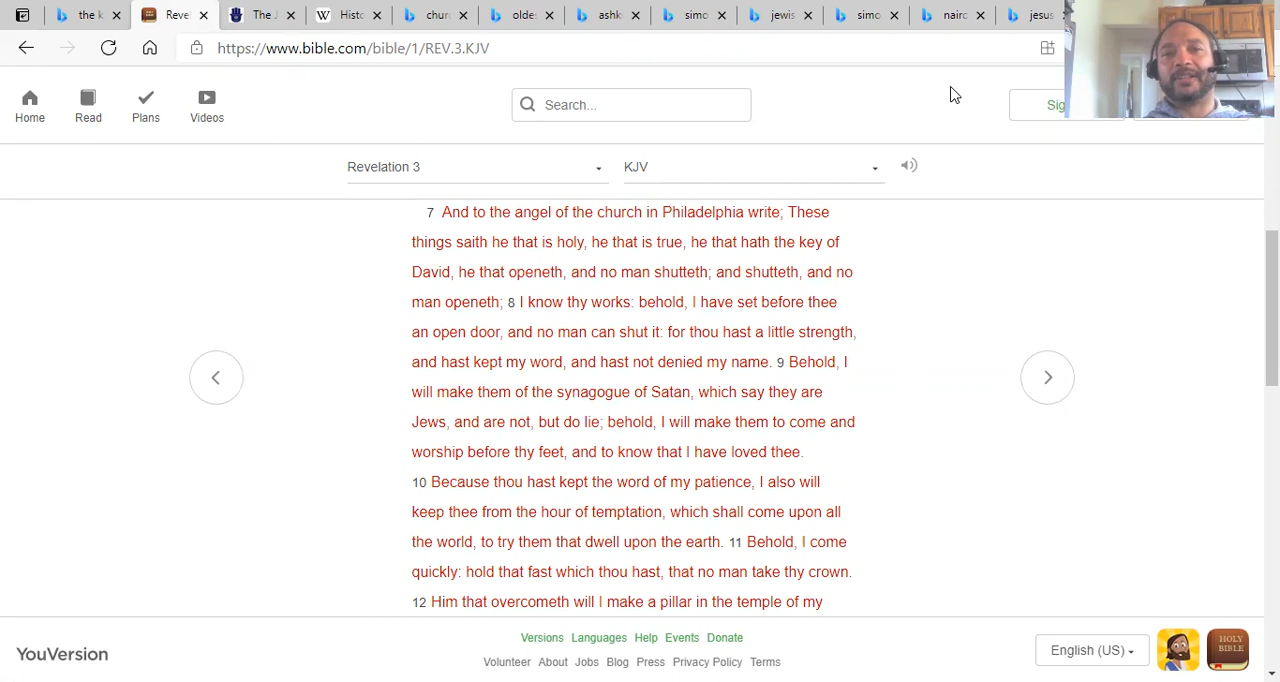 the k
Reve
The J
Histo
chur
olde
ashk
simo
jewis
simo
nairo
jesus
https://www.bible.com/bible/1/REV.3.KJV
Home
Read
Plans
Videos
Search...
Sig
Revelation 3
KJV
7 And to the angel of the church in Philadelphia write; These
things saith he that is holy, he that is true, he that hath the key of
David, he that openeth, and no man shutteth; and shutteth, and no
man openeth; 8 I know thy works: behold, I have set before thee
an open door, and no man can shut it: for thou hast a little strength,
and hast kept my word, and hast not denied my name. 9 Behold, I
will make them of the synagogue of Satan, which say they are
Jews, and are not, but do lie; behold, I will make them to come and
worship before thy feet, and to know that I have loved thee.
10 Because thou hast kept the word of my patience, I also will
keep thee from the hour of temptation, which shall come upon all
the world, to try them that dwell upon the earth. 11 Behold, I come
quickly: hold that fast which thou hast, that no man take thy crown.
12 Him that overcometh will I make a pillar in the temple of my
Versions Languages Help Events Donate
YouVersion
Volunteer About Jobs Blog Press Privacy Policy Terms
English (US)
HOLY
BIBLE